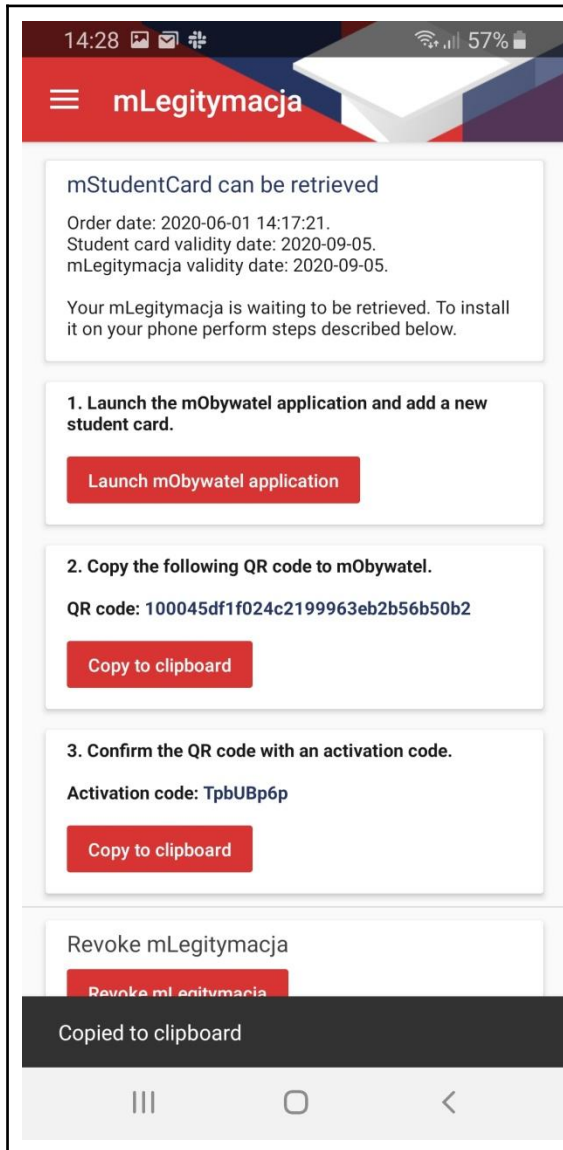 14:28 57%
mLegitymacja
mStudentCard can be retrieved
Order date: 2020-06-01 14:17:21.
Student card validity date: 2020-09-05.
mLegitymacja validity date: 2020-09-05.
Your mLegitymacja is waiting to be retrieved. To install
it on your phone perform steps described below.
1. Launch the mObywatel application and add a new
student card.
Launch mObywatel application
2. Copy the following QR code to mObywatel.
QR code: 100045df1f024c2199963eb2b56b50b2
Copy to clipboard
3. Confirm the QR code with an activation code.
Activation code: TpbUBp6p
Copy to clipboard
Revoke mLegitymacja
Revoke mLegitymacja
Copied to clipboard